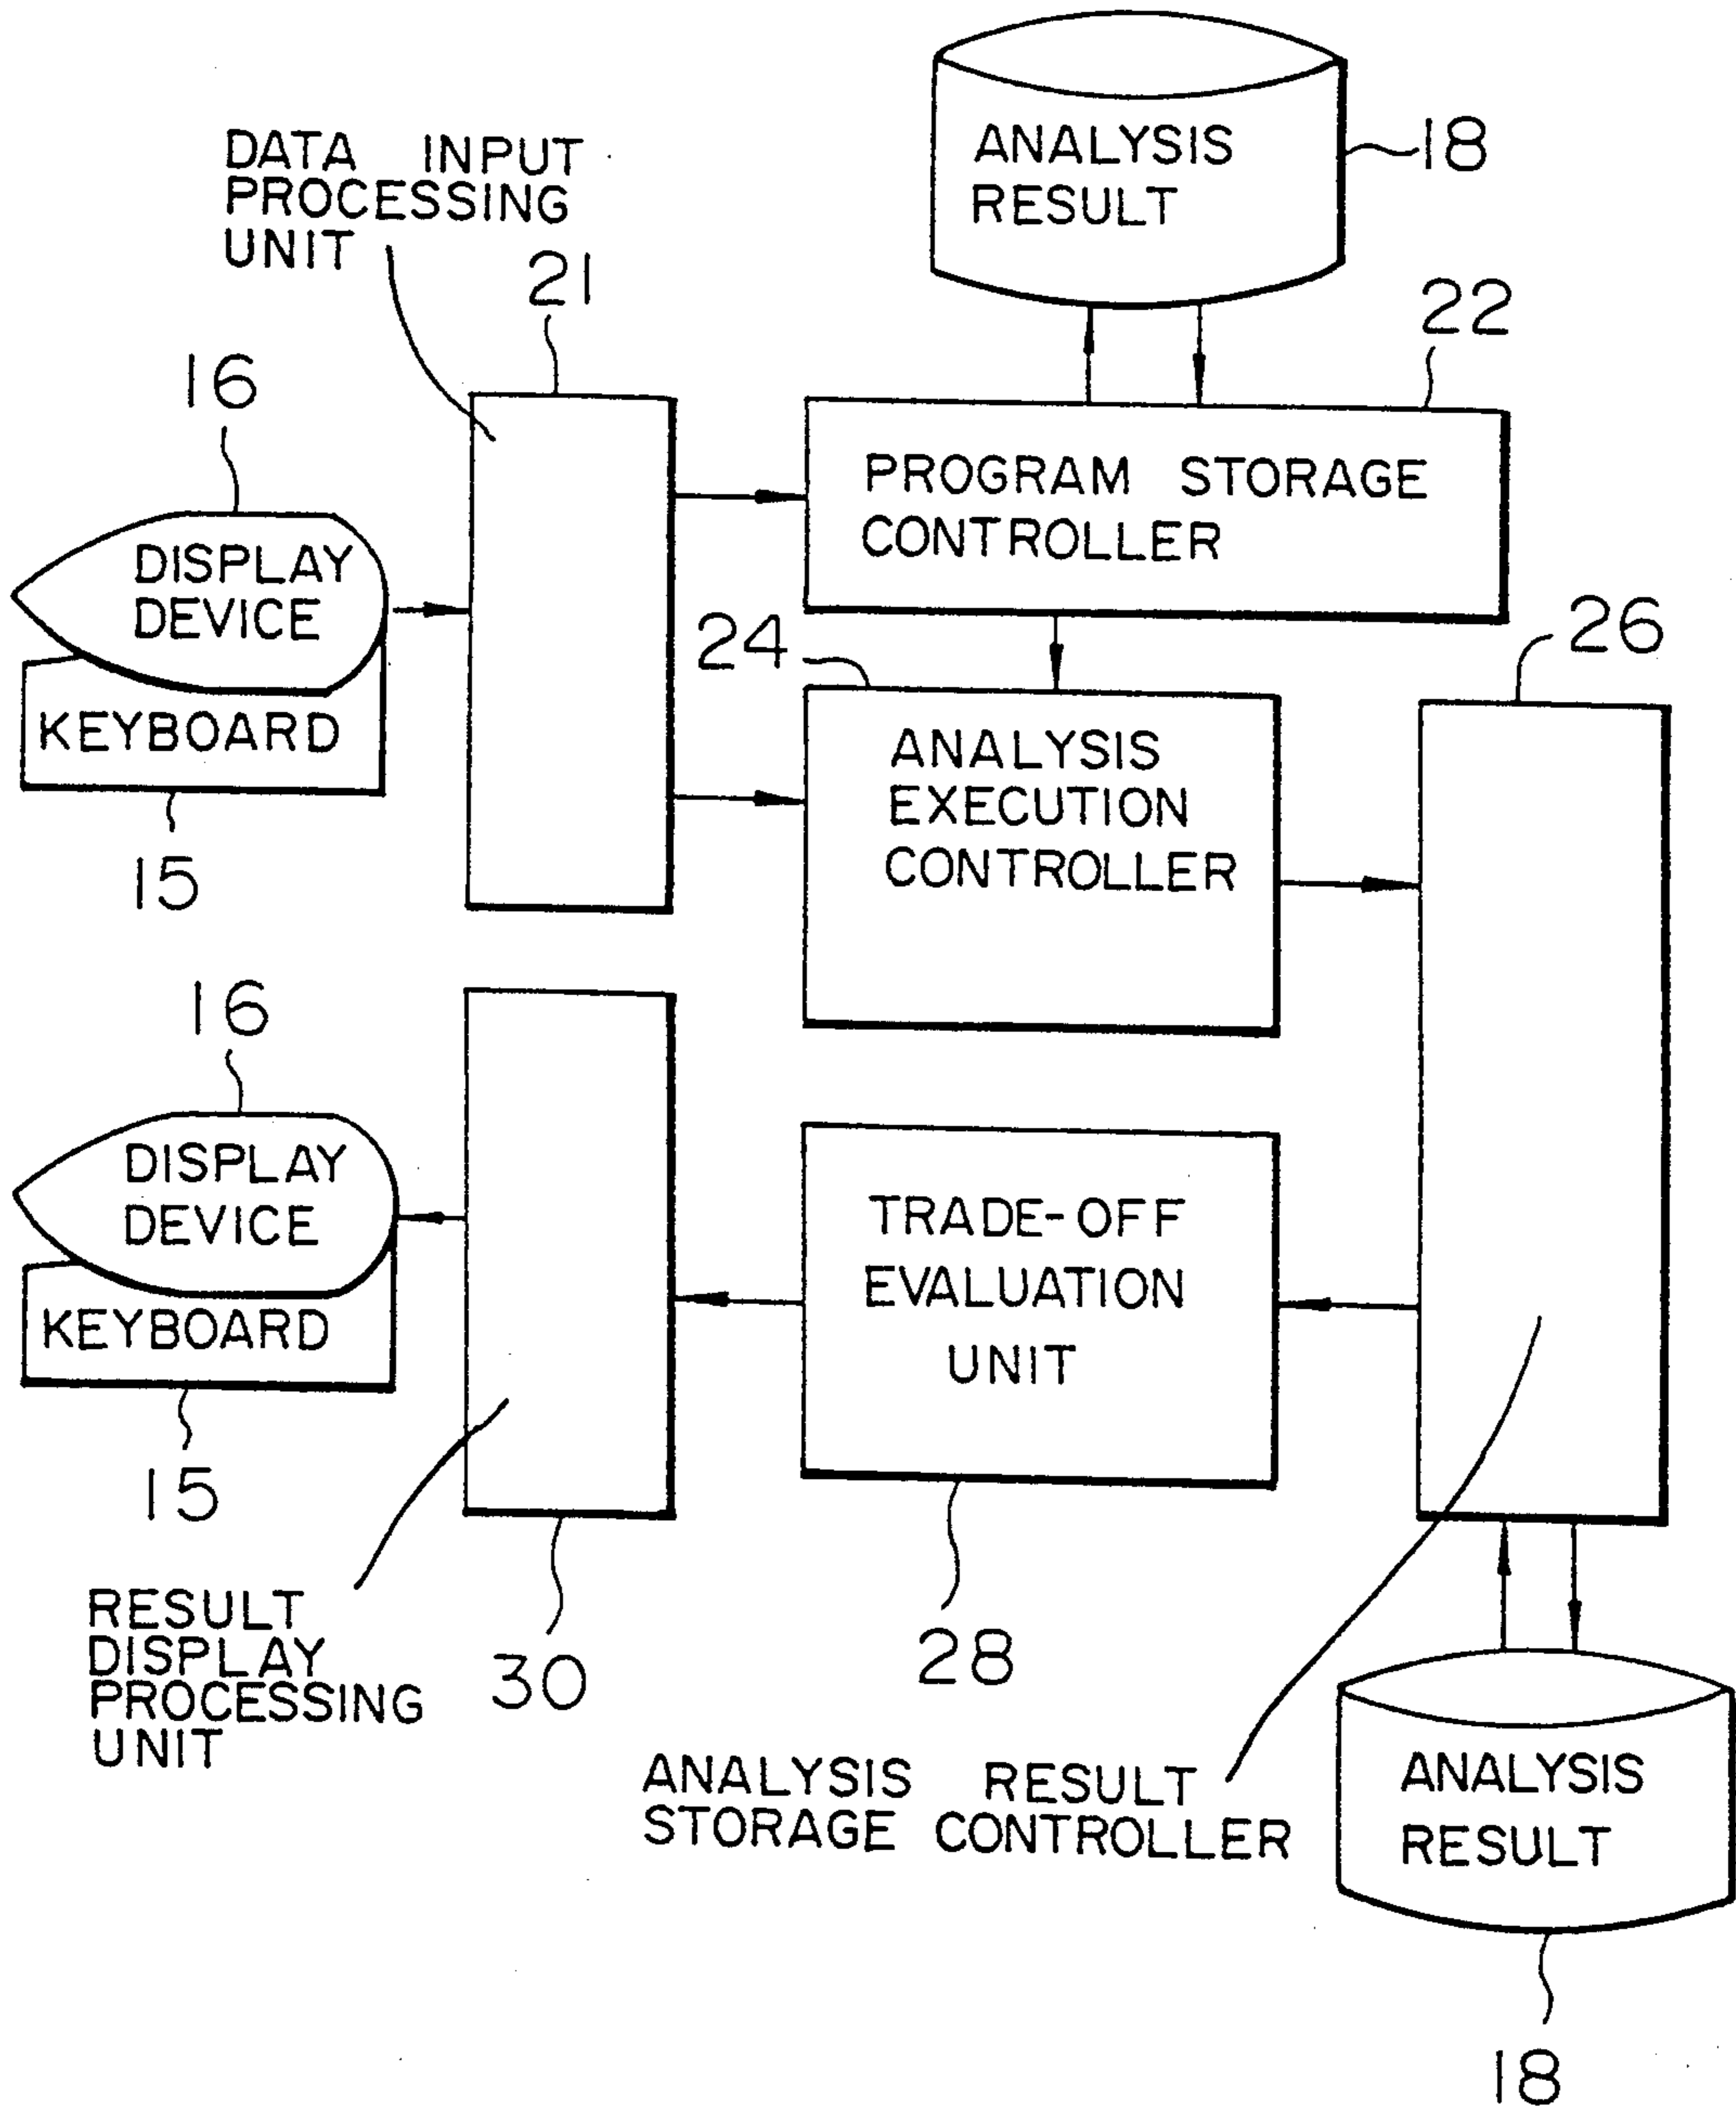 ANALYSIS
RESULT
18
DATA INPUT
PROCESSING
UNIT
21
22
16
PROGRAM STORAGE
CONTROLLER
DISPLAY
DEVICE
KEYBOARD
15
24
26
ANALYSIS
EXECUTION
CONTROLLER
16
DISPLAY
DEVICE
KEYBOARD
15
TRADE-OFF
EVALUATION
UNIT
RESULT
DISPLAY
PROCESSING
UNIT
30
28
ANALYSIS RESULT
STORAGE CONTROLLER
ANALYSIS
RESULT
18